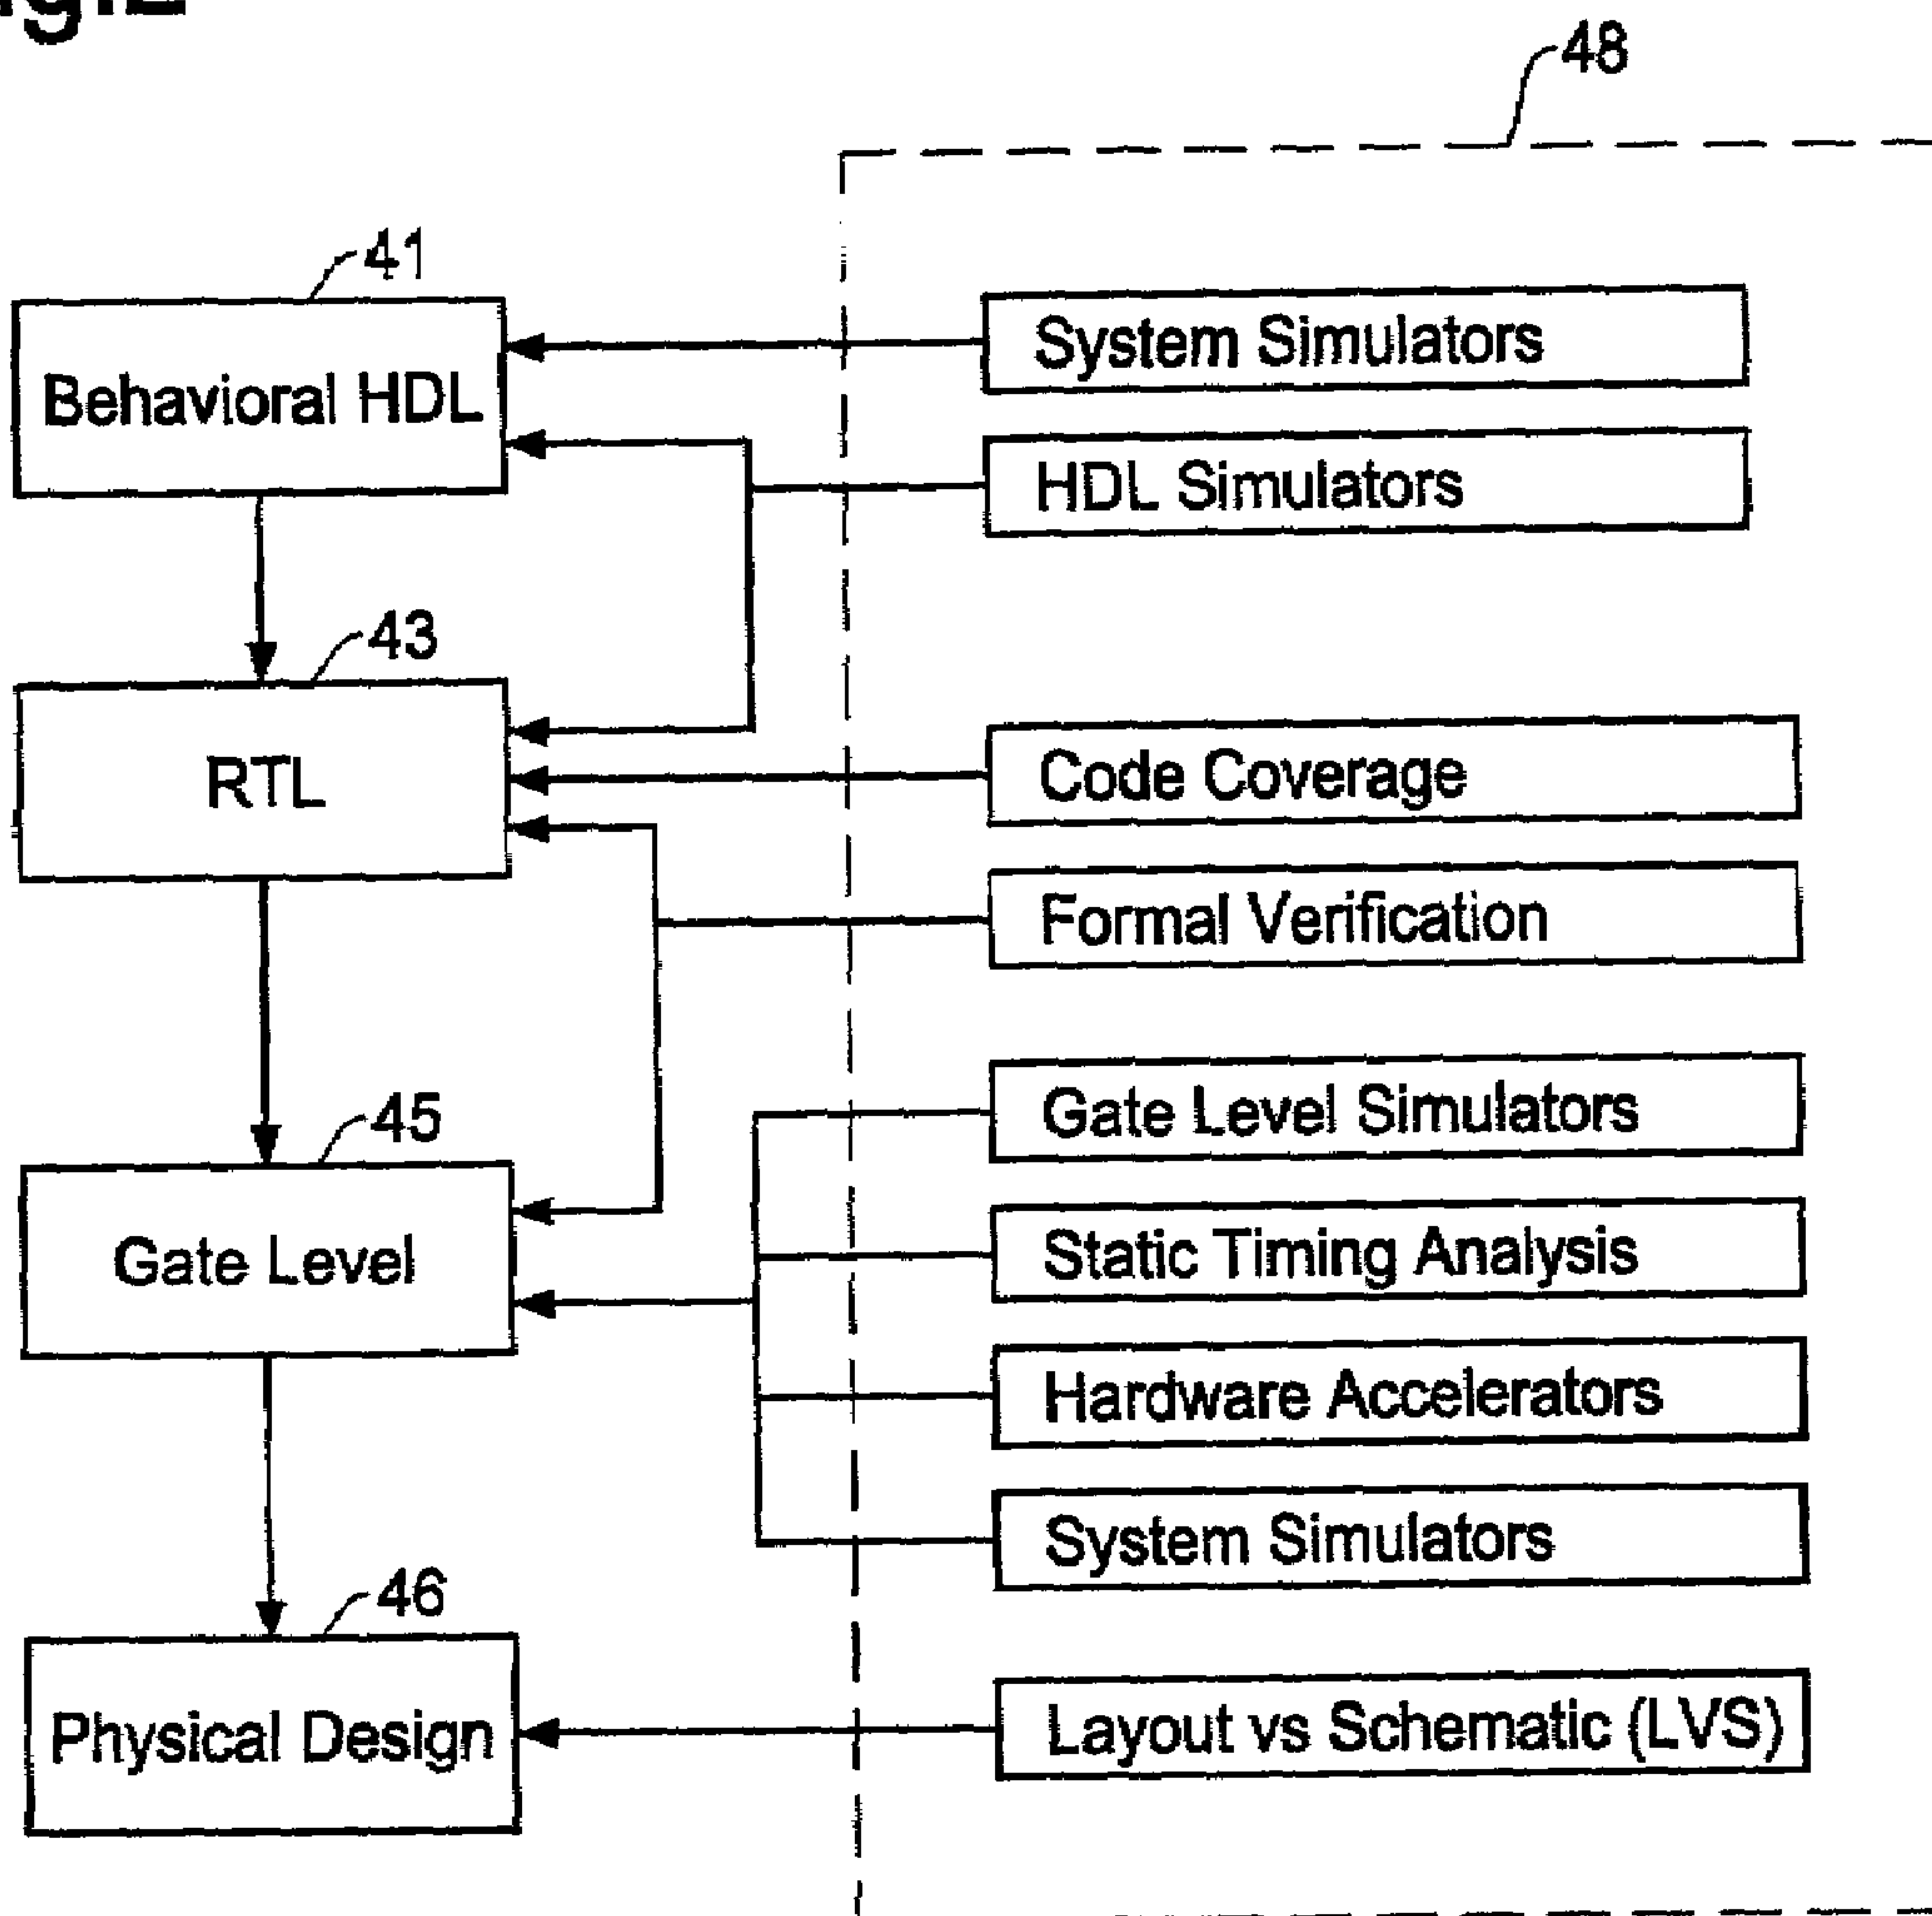 48
41
Behavioral HDL
System Simulators
HDL Simulators
43
RTL
Code Coverage
Formal Verification
45
Gate Level
Gate Level Simulators
Static Timing Analysis
Hardware Accelerators
System Simulators
46
Physical Design
Layout vs Schematic (LVS)